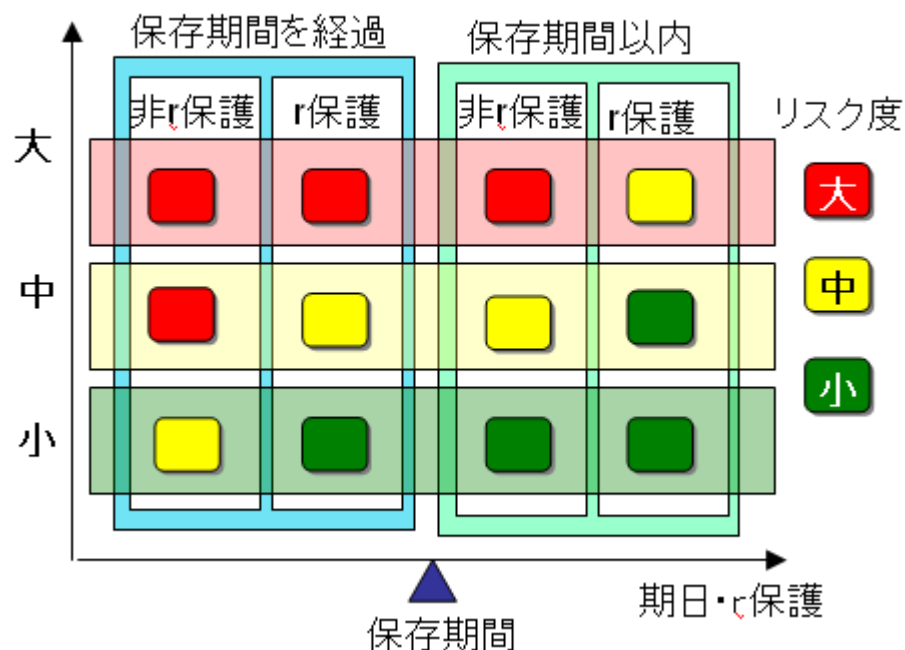 保存期間を経過
保存期間以内
非r保護
r保護
非r保護
r保護
リスク度
大
大
中
中
小
小
期日・r保護
保存期間